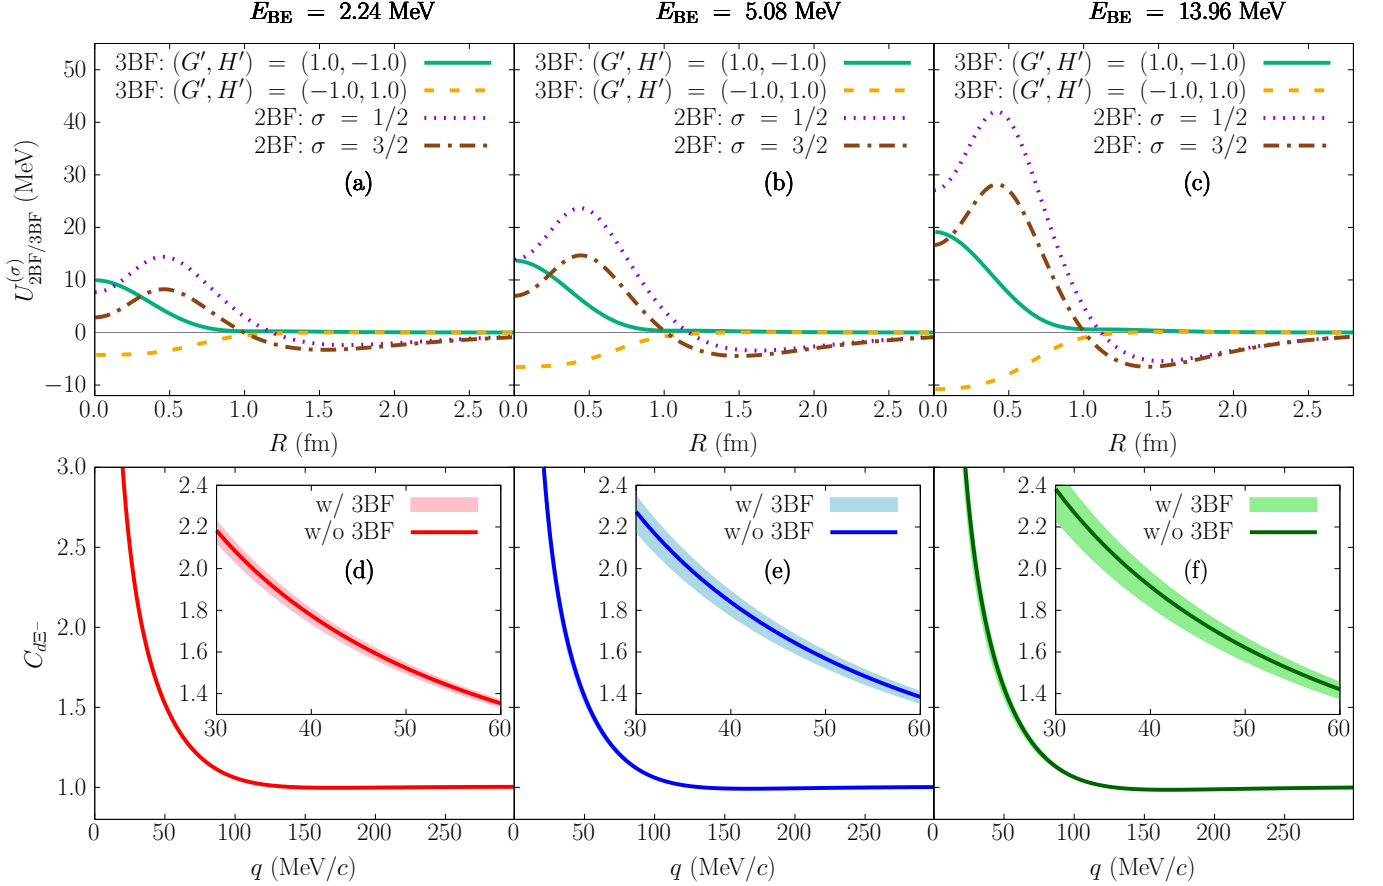 E_BE = 2.24 MeV
E_BE = 5.08 MeV
E_BE = 13.96 MeV
U^(σ)_2BF/3BF (MeV)
50
40
30
20
10
0
−10
3BF: (G′, H′) = (1.0, −1.0)
3BF: (G′, H′) = (−1.0, 1.0)
2BF: σ = 1/2
2BF: σ = 3/2
(a)
3BF: (G′, H′) = (1.0, −1.0)
3BF: (G′, H′) = (−1.0, 1.0)
2BF: σ = 1/2
2BF: σ = 3/2
(b)
3BF: (G′, H′) = (1.0, −1.0)
3BF: (G′, H′) = (−1.0, 1.0)
2BF: σ = 1/2
2BF: σ = 3/2
(c)
0.0 0.5 1.0 1.5 2.0 2.5
0.0 0.5 1.0 1.5 2.0 2.5
0.0 0.5 1.0 1.5 2.0 2.5
R (fm)
R (fm)
R (fm)
C_dΞ⁻
3.0
2.5
2.0
1.5
1.0
2.4
2.2
2.0
1.8
1.6
1.4
30 40 50 60
w/ 3BF
w/o 3BF
(d)
2.4
2.2
2.0
1.8
1.6
1.4
30 40 50 60
w/ 3BF
w/o 3BF
(e)
2.4
2.2
2.0
1.8
1.6
1.4
30 40 50 60
w/ 3BF
w/o 3BF
(f)
0 50 100 150 200 250
0 50 100 150 200 250
0 50 100 150 200 250
q (MeV/c)
q (MeV/c)
q (MeV/c)